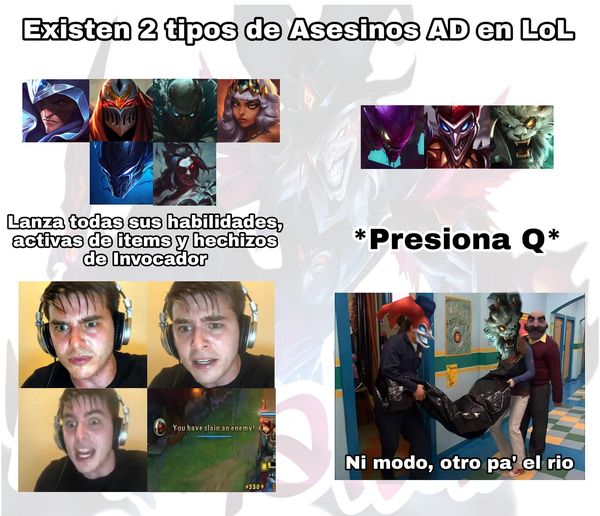 Existen 2 tipos de Asesinos AD en LoL
Lanza todas sus habilidades,
activas de items y hechizos
de Invocador
*Presiona Q*
You have slain an enemy!
+350
Ni modo, otro pa' el rio